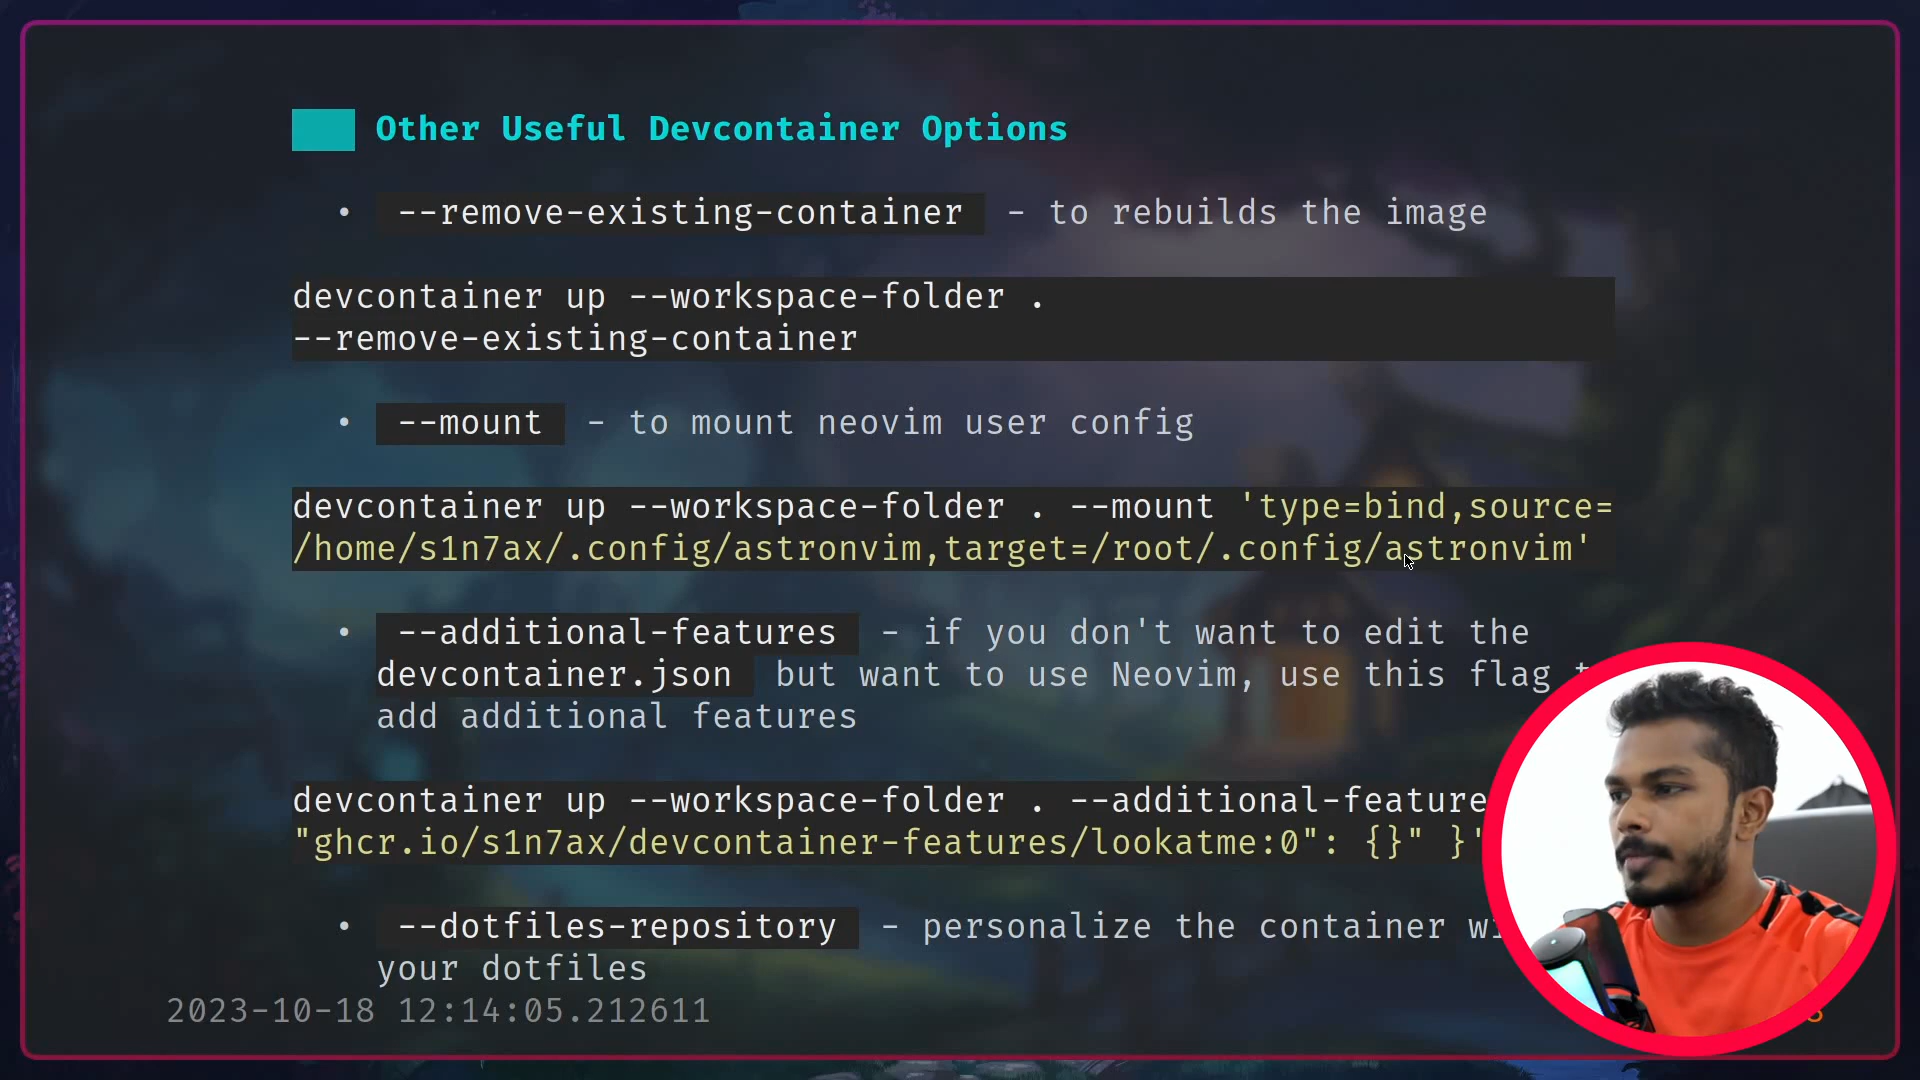 Other Useful Devcontainer Options
• --remove-existing-container - to rebuilds the image
devcontainer up --workspace-folder .
--remove-existing-container
• --mount - to mount neovim user config
devcontainer up --workspace-folder . --mount 'type=bind,source=
/home/s1n7ax/.config/astronvim,target=/root/.config/astronvim'
• --additional-features - if you don't want to edit the
devcontainer.json but want to use Neovim, use this flag
add additional features
devcontainer up --workspace-folder . --additional-feature
"ghcr.io/s1n7ax/devcontainer-features/lookatme:0": {}" }'
• --dotfiles-repository - personalize the container
your dotfiles
2023-10-18 12:14:05.212611